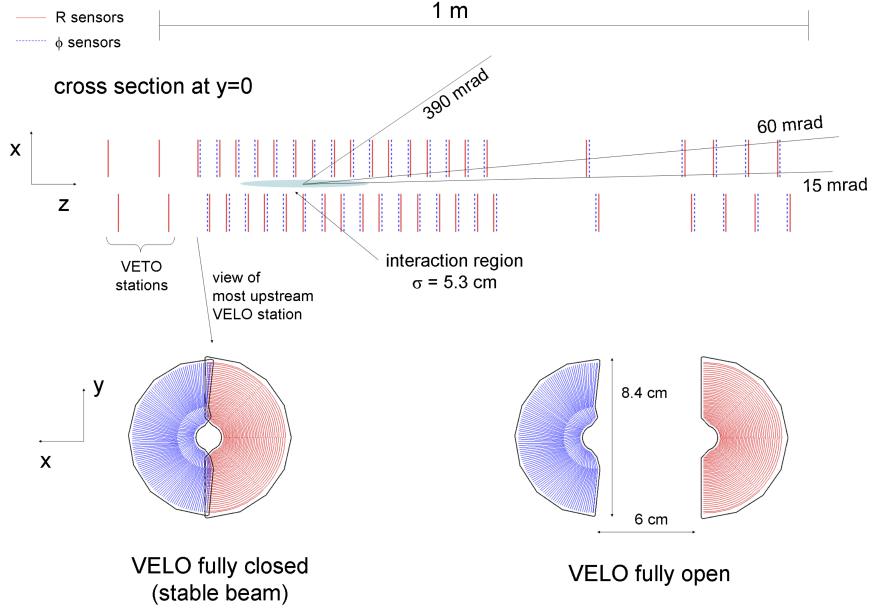 R sensors
ϕ sensors
1 m
cross section at y=0
390 mrad
60 mrad
15 mrad
x
z
VETO
stations
view of
most upstream
VELO station
interaction region
σ = 5.3 cm
y
x
8.4 cm
6 cm
VELO fully closed
(stable beam)
VELO fully open